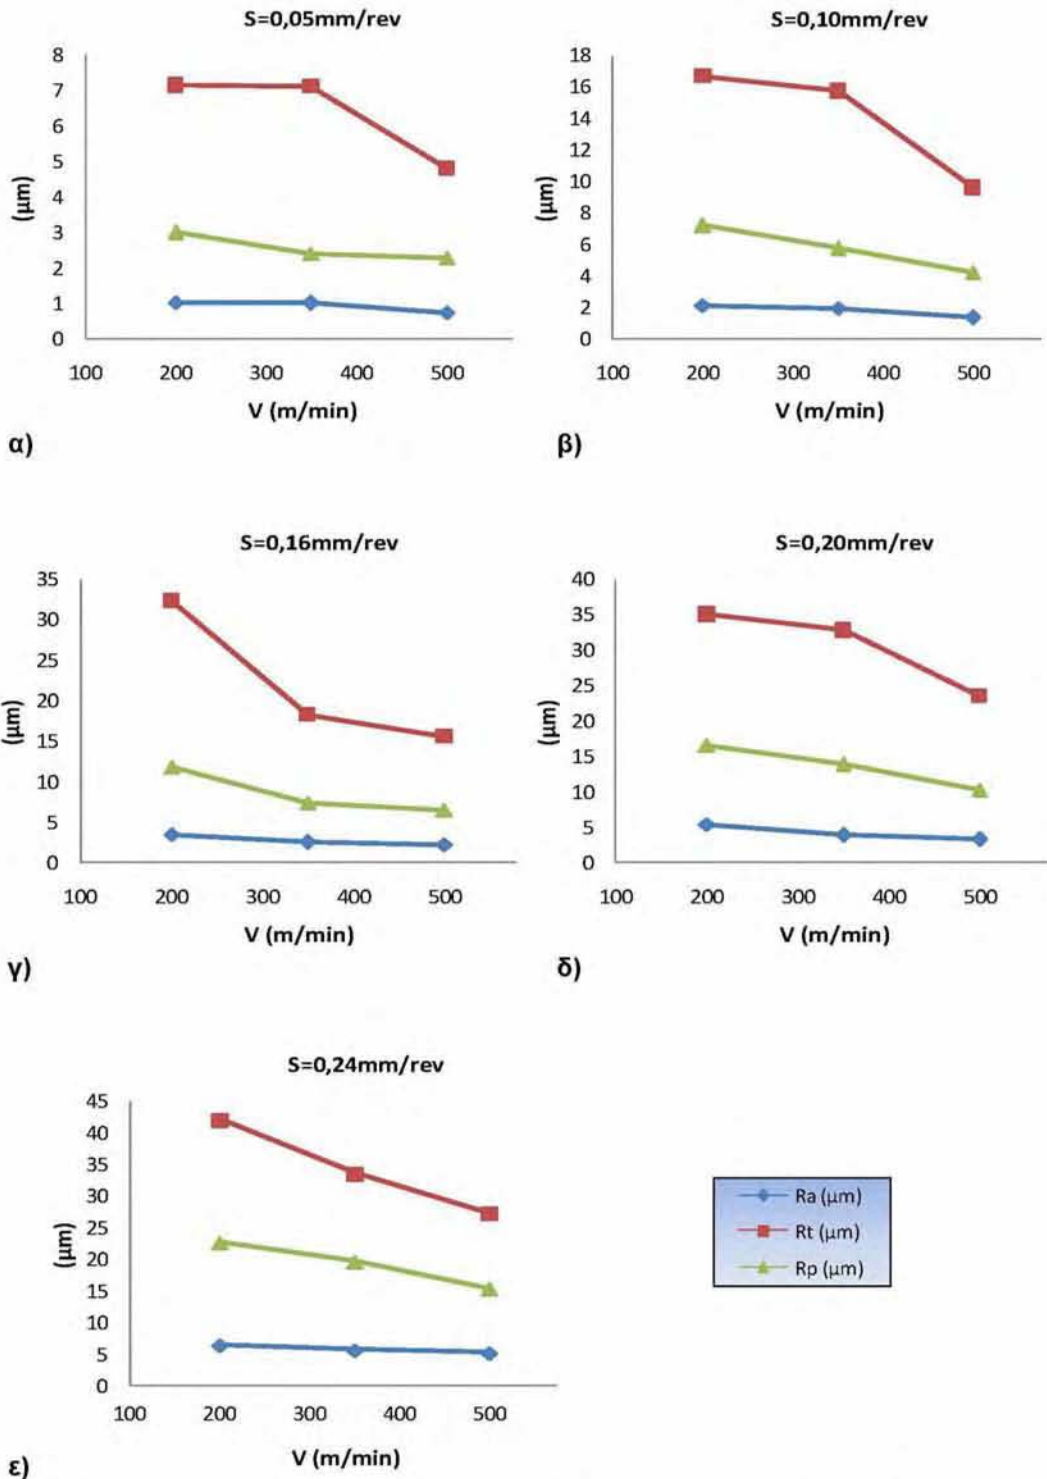 S=0,05mm/rev
8
7
6
5
4
3
2
1
0
(μm)
100 200 300 400 500
V (m/min)
α)
S=0,10mm/rev
18
16
14
12
10
8
6
4
2
0
(μm)
100 200 300 400 500
V (m/min)
β)
S=0,16mm/rev
35
30
25
20
15
10
5
0
(μm)
100 200 300 400 500
V (m/min)
γ)
S=0,20mm/rev
40
35
30
25
20
15
10
5
0
(μm)
100 200 300 400 500
V (m/min)
δ)
S=0,24mm/rev
45
40
35
30
25
20
15
10
5
0
(μm)
100 200 300 400 500
V (m/min)
ε)
Ra (μm)
Rt (μm)
Rp (μm)